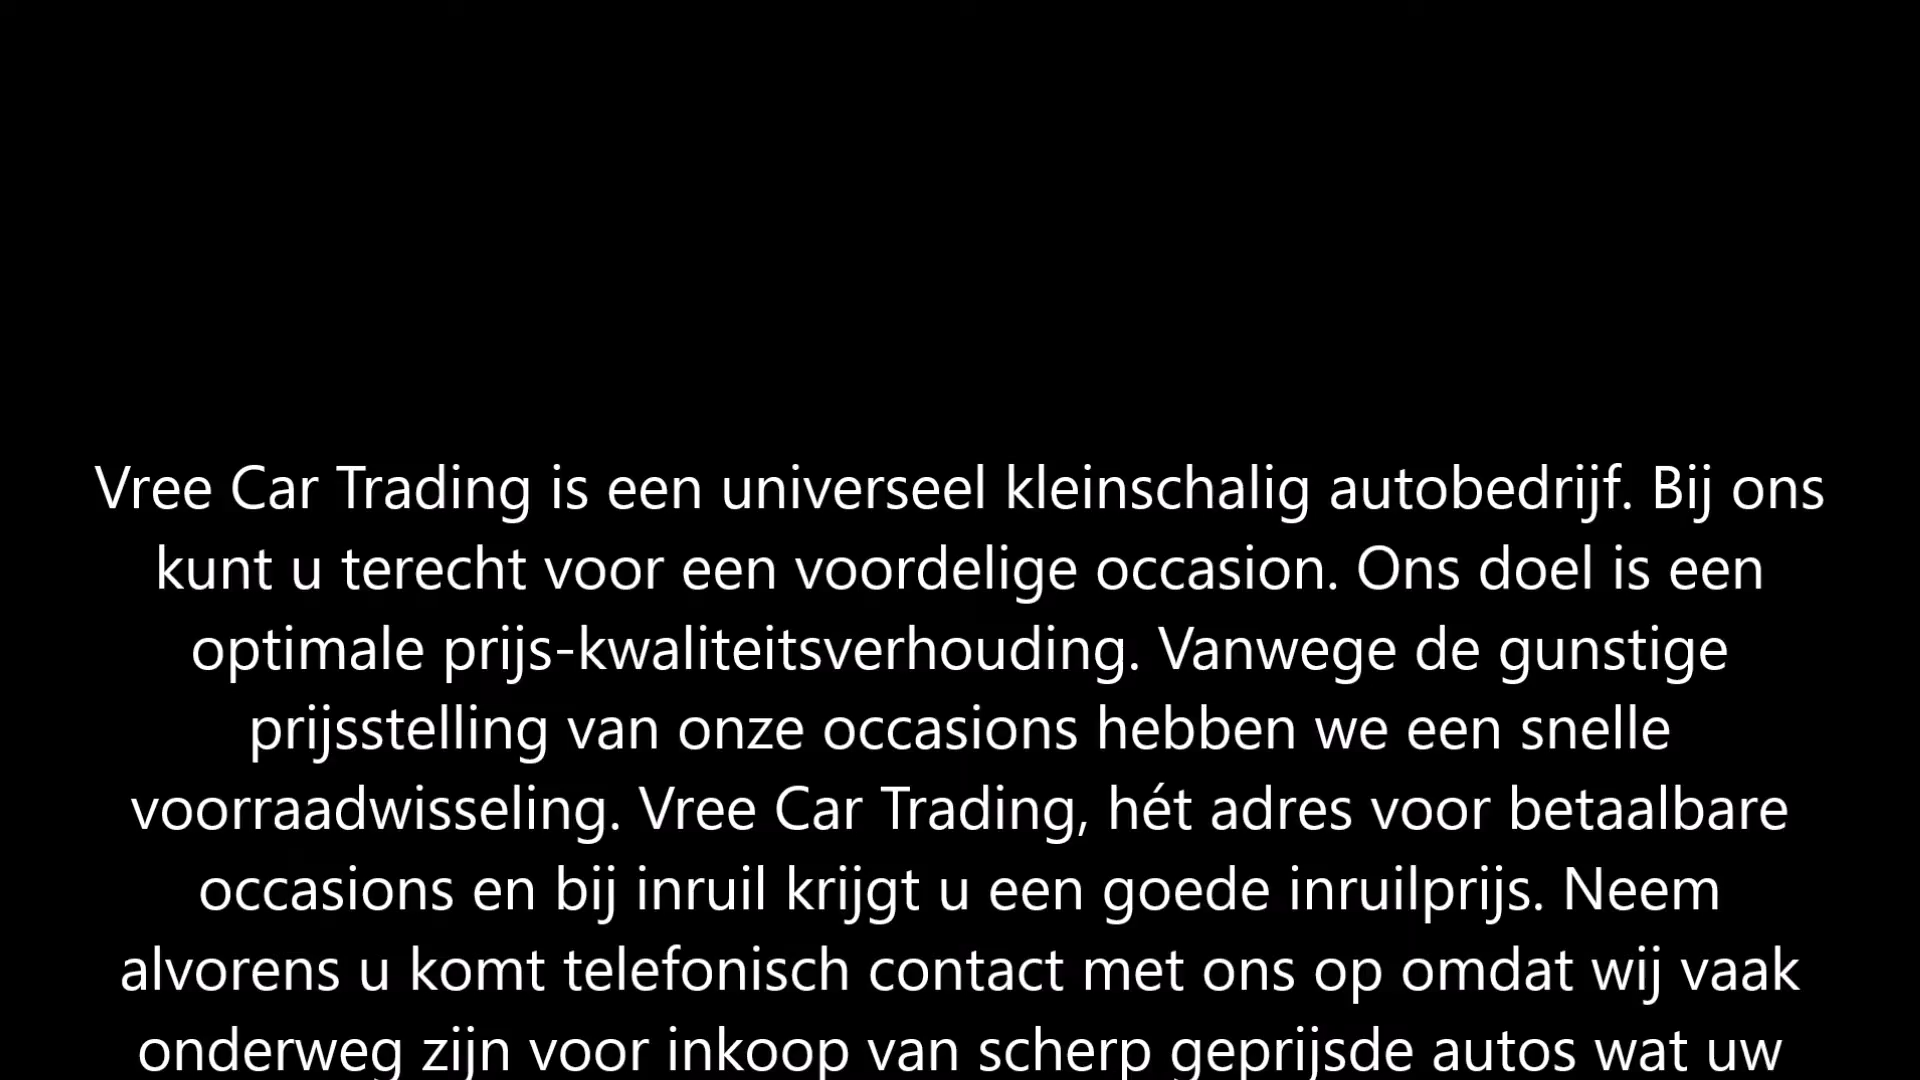 Vree Car Trading is een universeel kleinschalig autobedrijf. Bij ons
kunt u terecht voor een voordelige occasion. Ons doel is een
optimale prijs-kwaliteitsverhouding. Vanwege de gunstige
prijsstelling van onze occasions hebben we een snelle
voorraadwisseling. Vree Car Trading, hét adres voor betaalbare
occasions en bij inruil krijgt u een goede inruilprijs. Neem
alvorens u komt telefonisch contact met ons op omdat wij vaak
onderweg zijn voor inkoop van scherp geprijsde autos wat uw